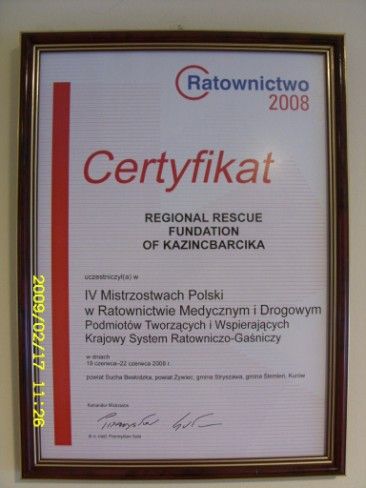 Ratownictwo
2008
Certyfikat
REGIONAL RESCUE
FUNDATION
OF KAZINCBARCIKA
uczestniczył(a) w
IV Mistrzostwach Polski
w Ratownictwie Medycznym i Drogowym
Podmiotów Tworzących i Wspierających
Krajowy System Ratowniczo-Gaśniczy
w dniach
19 czerwca–22 czerwca 2008 r.
powiat Sucha Beskidzka, powiat Żywiec, gmina Stryszawa, gmina Ślemień, Kurów
2009/02/17 11:26